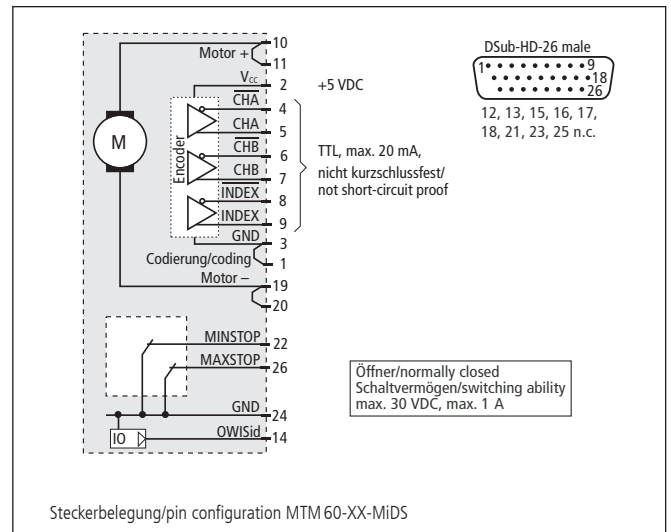 Motor + 10
11
V꜀꜀ 2 +5 VDC
C̅H̅A̅ 4
CHA 5
C̅H̅B̅ 6
CHB 7
I̅N̅D̅E̅X̅ 8
INDEX 9
GND 3
Codierung/coding 1
Motor – 19
20
M
Encoder
TTL, max. 20 mA,
nicht kurzschlussfest/
not short-circuit proof
DSub-HD-26 male
1 9
18
26
12, 13, 15, 16, 17,
18, 21, 23, 25 n.c.
MINSTOP 22
MAXSTOP 26
GND 24
IO OWISid 14
Öffner/normally closed
Schaltvermögen/switching ability
max. 30 VDC, max. 1 A
Steckerbelegung/pin configuration MTM 60-XX-MiDS